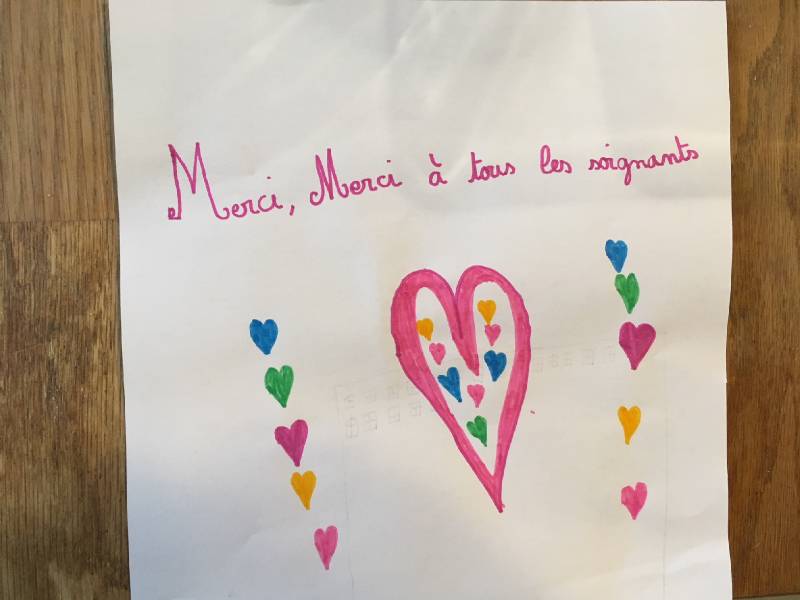 Merci, Merci à tous les soignants